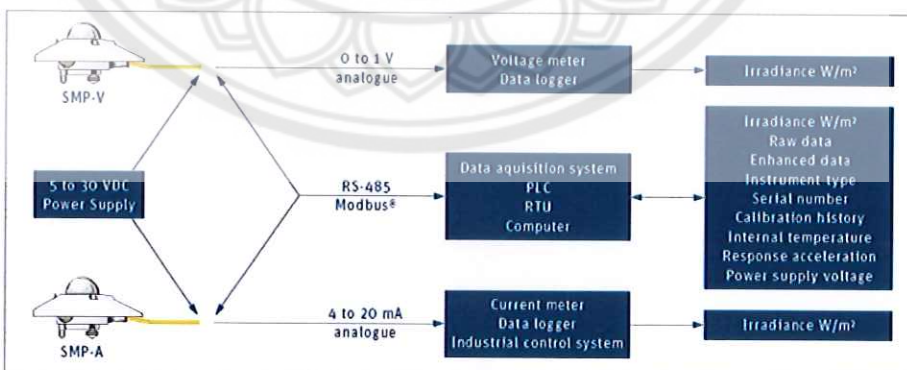 SMP-V
0 to 1 V
analogue
Voltage meter
Data logger
Irradiance W/m²
5 to 30 VDC
Power Supply
RS-485
Modbus®
Data aquisition system
PLC
RTU
Computer
Irradiance W/m²
Raw data
Enhanced data
Instrument type
Serial number
Calibration history
Internal temperature
Response acceleration
Power supply voltage
SMP-A
4 to 20 mA
analogue
Current meter
Data logger
Industrial control system
Irradiance W/m²